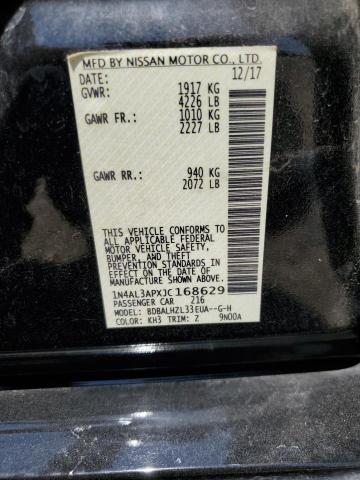 MFD BY NISSAN MOTOR CO., LTD.
DATE: 12/17
GVWR: 1917 KG
4226 LB
GAWR FR.: 1010 KG
2227 LB
GAWR RR.: 940 KG
2072 LB
THIS VEHICLE CONFORMS TO
ALL APPLICABLE FEDERAL
MOTOR VEHICLE SAFETY,
BUMPER, AND THEFT
PREVENTION STANDARDS IN
EFFECT ON THE DATE OF
MANUFACTURE SHOWN ABOVE.
1N4AL3APXJC168629
PASSENGER CAR 216
MODEL: BDBALHZL33EUA--G-H
COLOR: KH3 TRIM: Z 9N00A